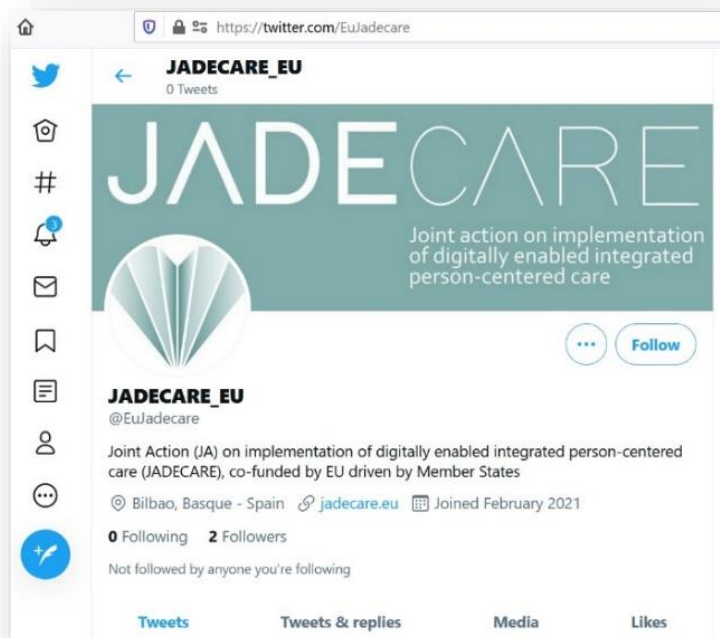 https://twitter.com/EuJadecare
JADECARE_EU
0 Tweets
JADECARE
Joint action on implementation
of digitally enabled integrated
person-centered care
3
Follow
JADECARE_EU
@EuJadecare
Joint Action (JA) on implementation of digitally enabled integrated person-centered
care (JADECARE), co-funded by EU driven by Member States
Bilbao, Basque - Spain jadecare.eu Joined February 2021
0 Following 2 Followers
Not followed by anyone you're following
Tweets Tweets & replies Media Likes